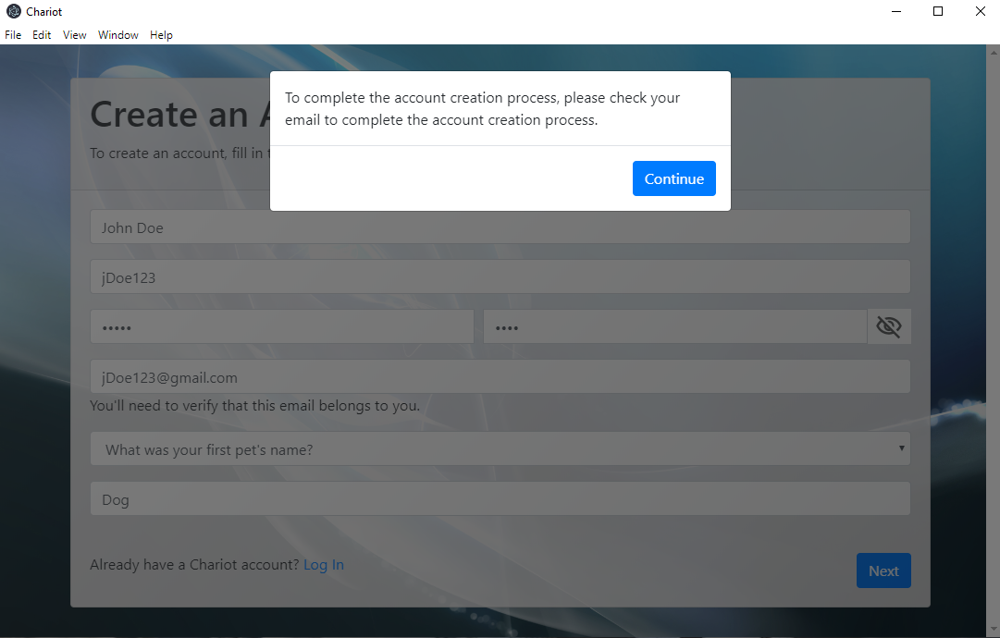 Chariot
File Edit View Window Help
To complete the account creation process, please check your
email to complete the account creation process.
Continue
Create an
To create an account, fill in
John Doe
jDoe123
••••• ••••
jDoe123@gmail.com
You'll need to verify that this email belongs to you.
What was your first pet's name?
Dog
Already have a Chariot account? Log In
Next